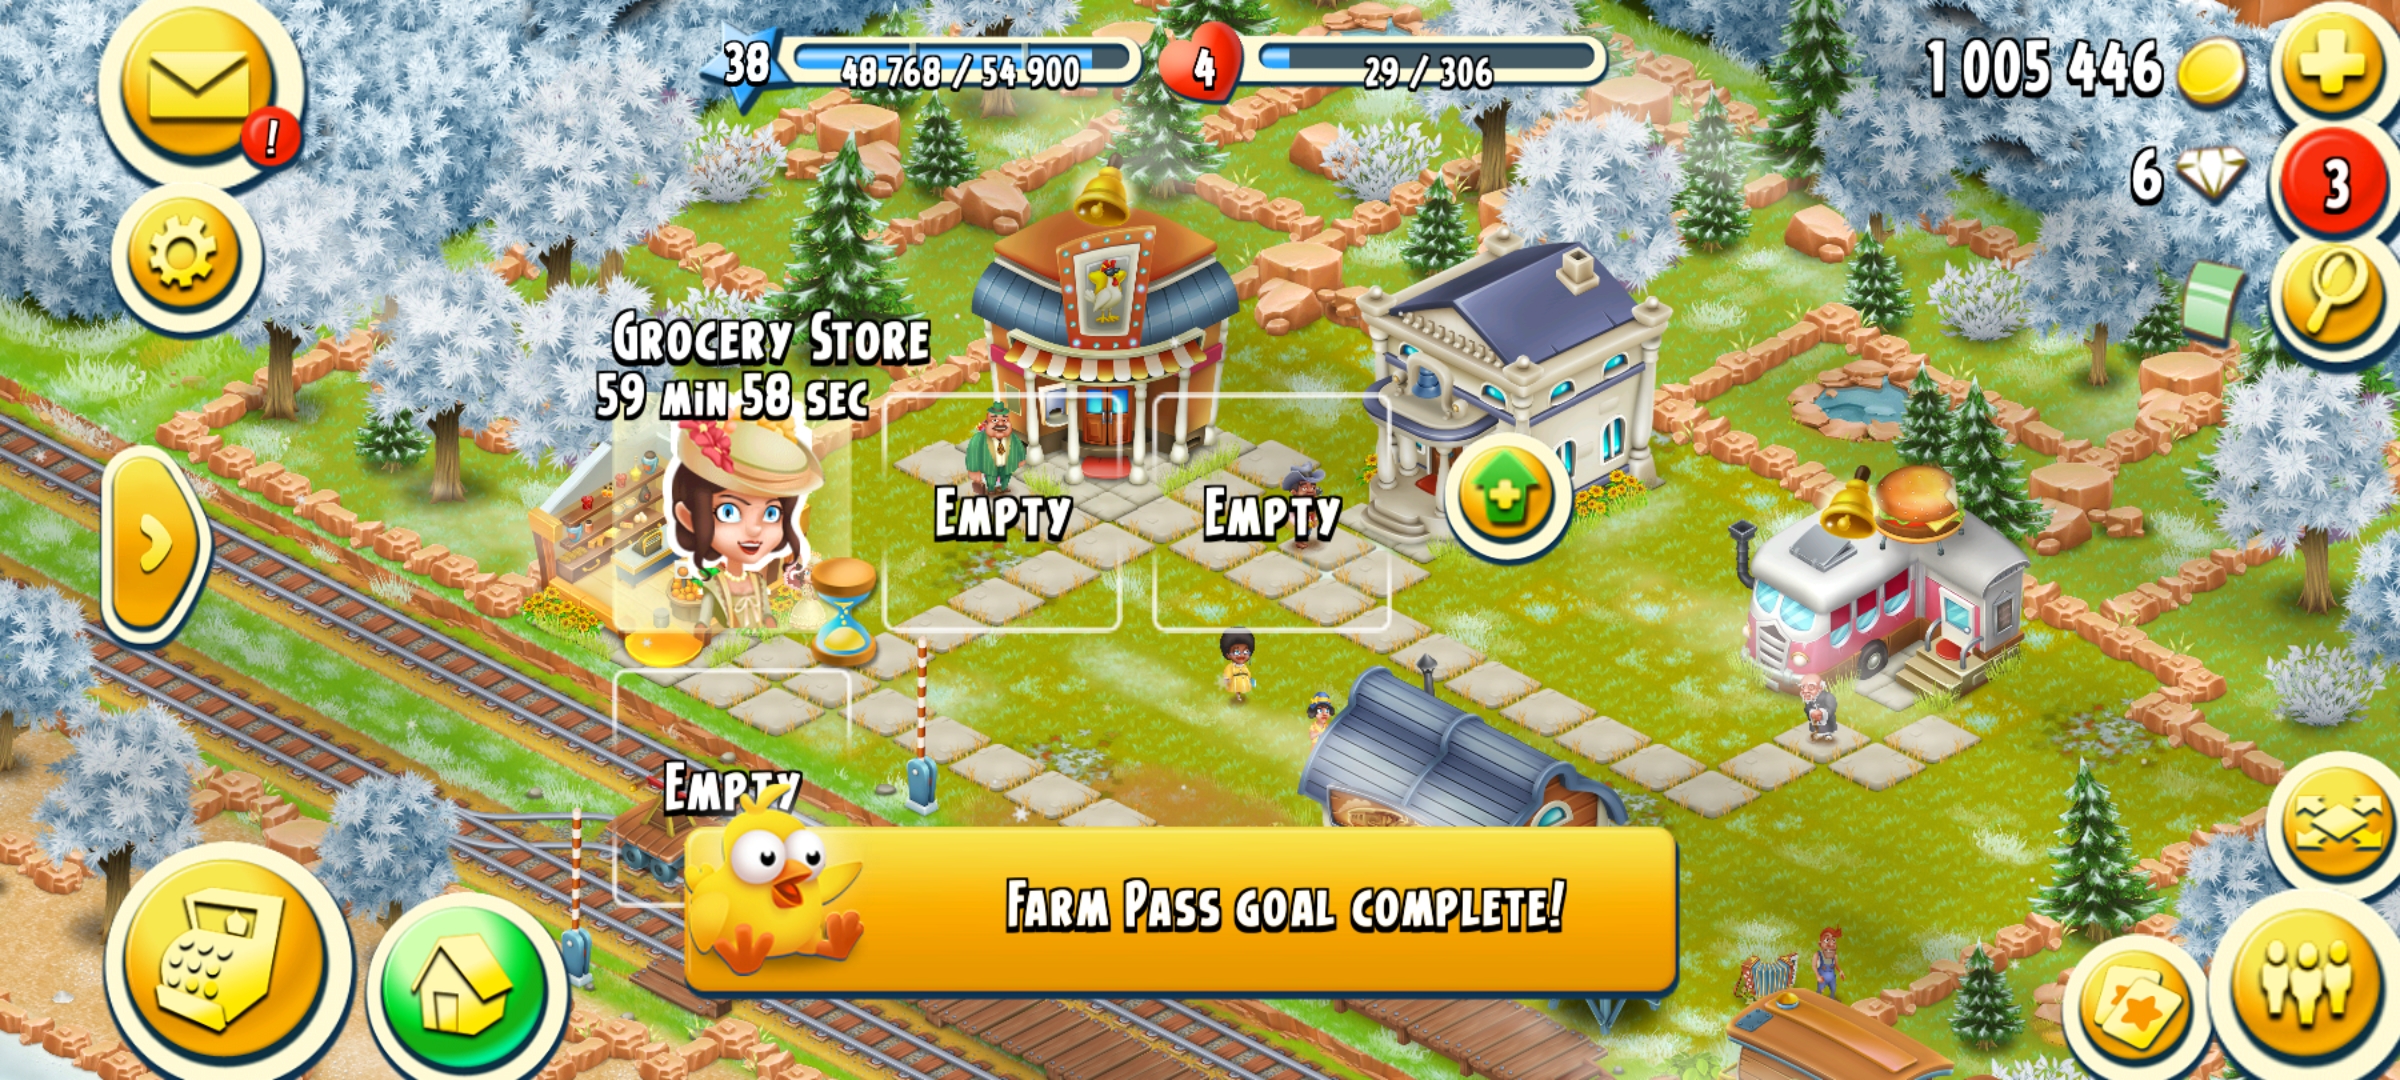 38
48 768 / 54 900
4
29 / 306
1 005 446
!
6
3
GROCERY STORE
59 MIN 58 SEC
EMPTY
EMPTY
EMPTY
FARM PASS GOAL COMPLETE!